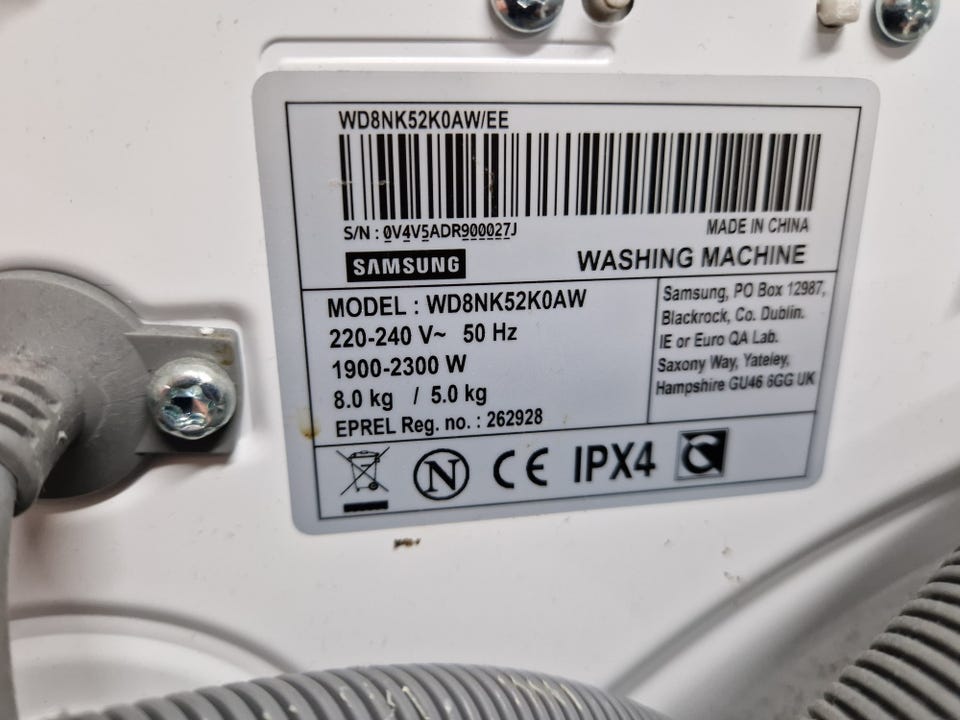 WD8NK52K0AW/EE
S/N : 0V4V5ADR900027J
MADE IN CHINA
SAMSUNG
WASHING MACHINE
MODEL : WD8NK52K0AW
220-240 V~ 50 Hz
1900-2300 W
8.0 kg / 5.0 kg
EPREL Reg. no. : 262928
Samsung, PO Box 12987,
Blackrock, Co. Dublin.
IE or Euro QA Lab.
Saxony Way, Yateley,
Hampshire GU46 6GG UK
N
CE
IPX4